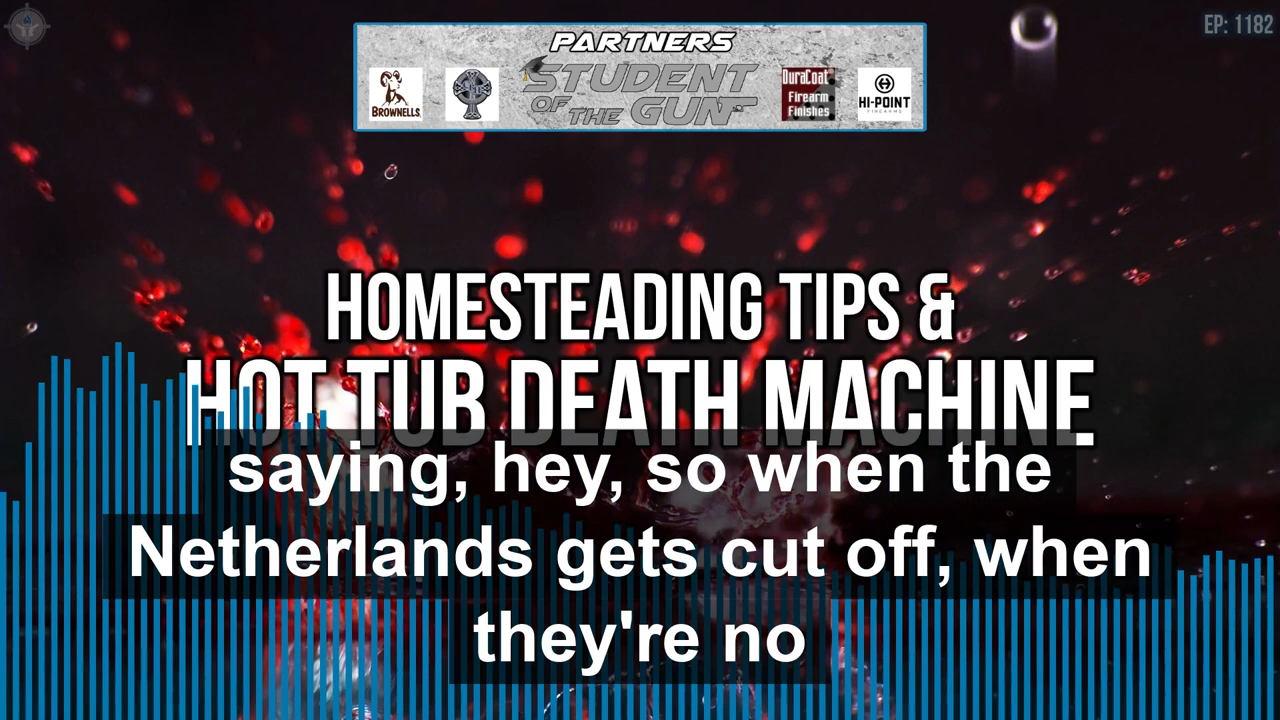 EP: 1182
PARTNERS
STUDENT
OF THE GUN
BROWNELLS
DuraCoat
Firearm
Finishes
HI-POINT
FIREARMS
HOMESTEADING TIPS &
HOT TUB DEATH MACHINE
saying, hey, so when the
Netherlands gets cut off, when
they're no